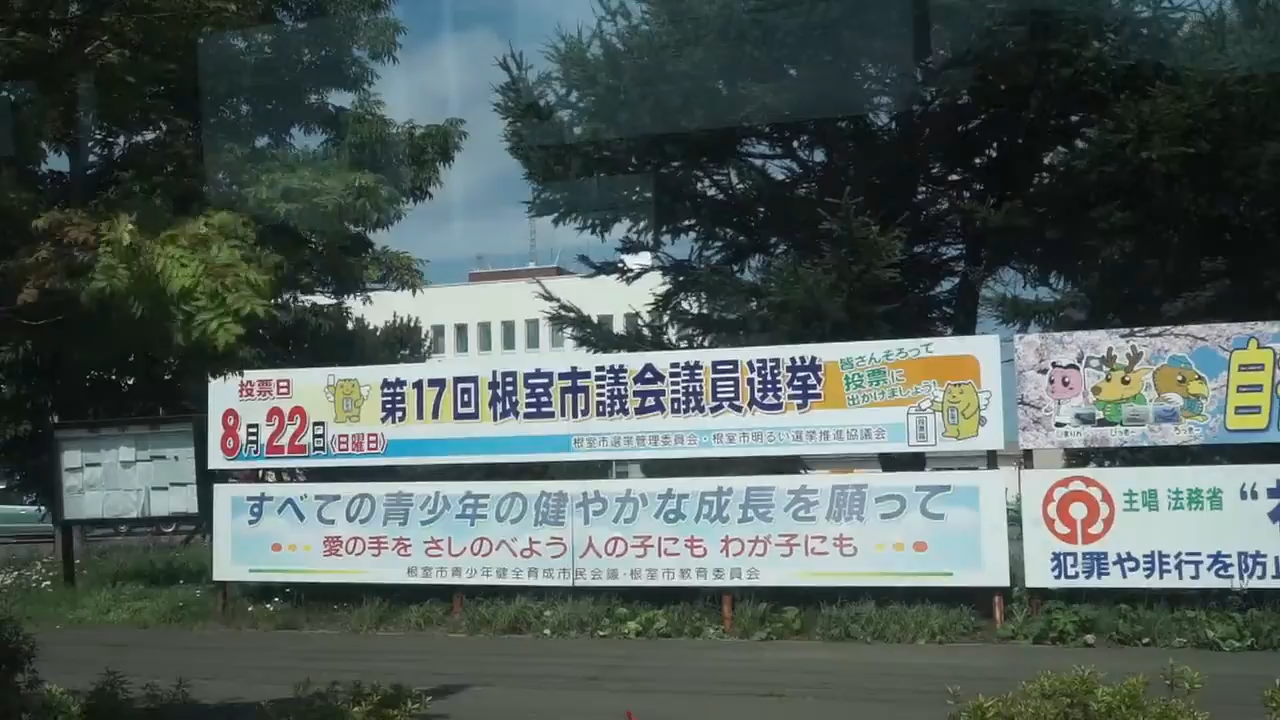 投票日
8月22日〈日曜日〉
第17回根室市議会議員選挙
皆さんそろって
投票に
出かけましょう!
根室市選挙管理委員会・根室市明るい選挙推進協議会
すべての青少年の健やかな成長を願って
愛の手を さしのべよう 人の子にも わが子にも
根室市青少年健全育成市民会議・根室市教育委員会
自
主唱 法務省
犯罪や非行を防止